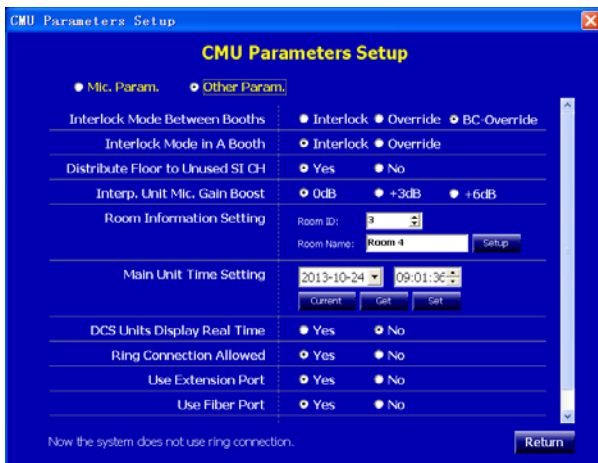 CMU Parameters Setup
CMU Parameters Setup
Mic. Param. Other Param.
Interlock Mode Between Booths Interlock Override BC-Override
Interlock Mode in A Booth Interlock Override
Distribute Floor to Unused SI CH Yes No
Interp. Unit Mic. Gain Boost 0dB +3dB +6dB
Room Information Setting Room ID: 3
Room Name: Room 4 Setup
Main Unit Time Setting 2013-10-24 09:01:36
Current Get Set
DCS Units Display Real Time Yes No
Ring Connection Allowed Yes No
Use Extension Port Yes No
Use Fiber Port Yes No
Now the system does not use ring connection. Return